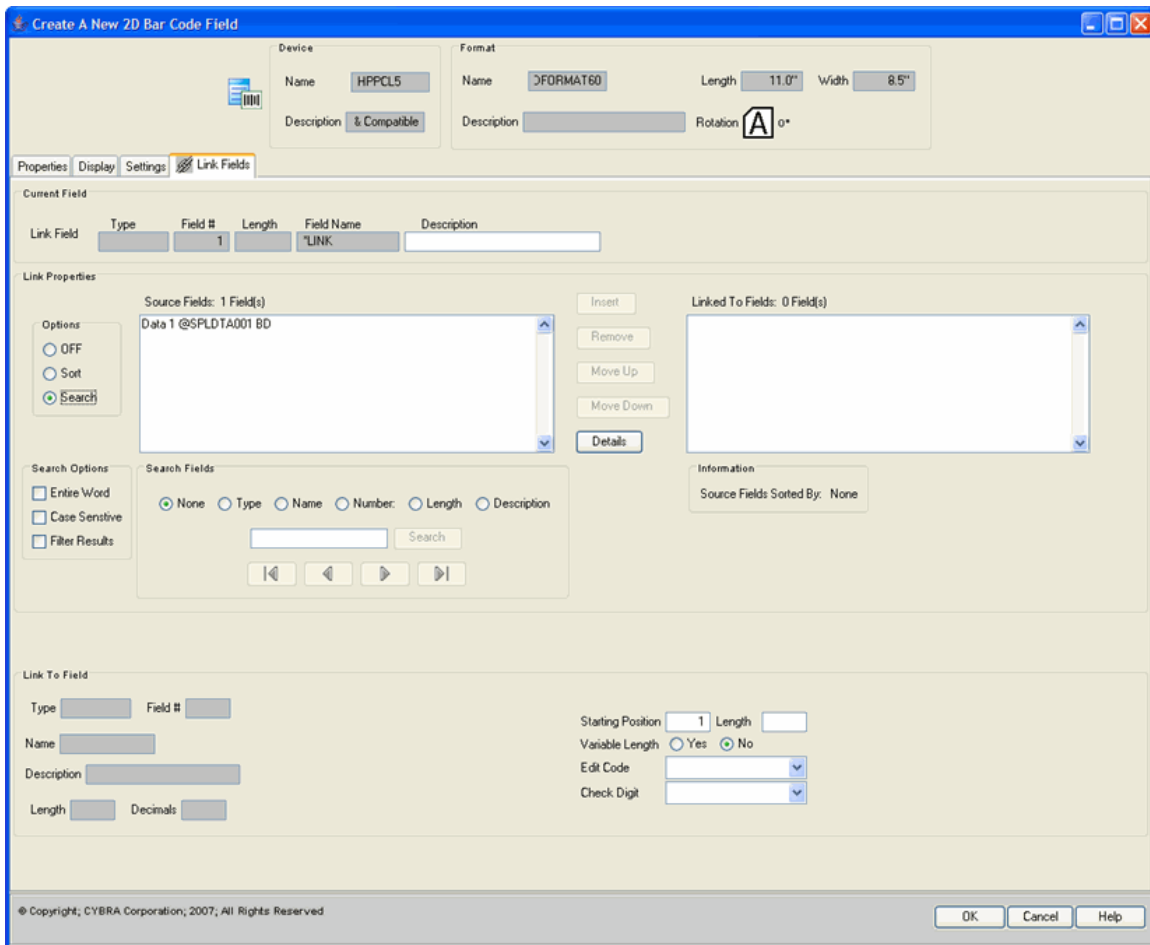 Create A New 2D Bar Code Field
Device
Format
Name HPPCL5
Name )FORMAT60 Length 11.0" Width 8.5"
Description & Compatible
Description Rotation A 0°
Properties Display Settings Link Fields
Current Field
Type Field # Length Field Name Description
Link Field 1 "LINK
Link Properties
Source Fields: 1 Field(s)
Insert
Linked To Fields: 0 Field(s)
Options
Data 1 @SPLDTA001 BD
OFF
Remove
Sort
Move Up
Search
Move Down
Details
Search Options
Search Fields
Information
Entire Word
None Type Name Number: Length Description
Source Fields Sorted By: None
Case Senstive
Filter Results
Search
Link To Field
Type Field #
Starting Position 1 Length
Name
Variable Length Yes No
Description
Edit Code
Check Digit
Length Decimals
© Copyright; CYBRA Corporation; 2007; All Rights Reserved
OK Cancel Help